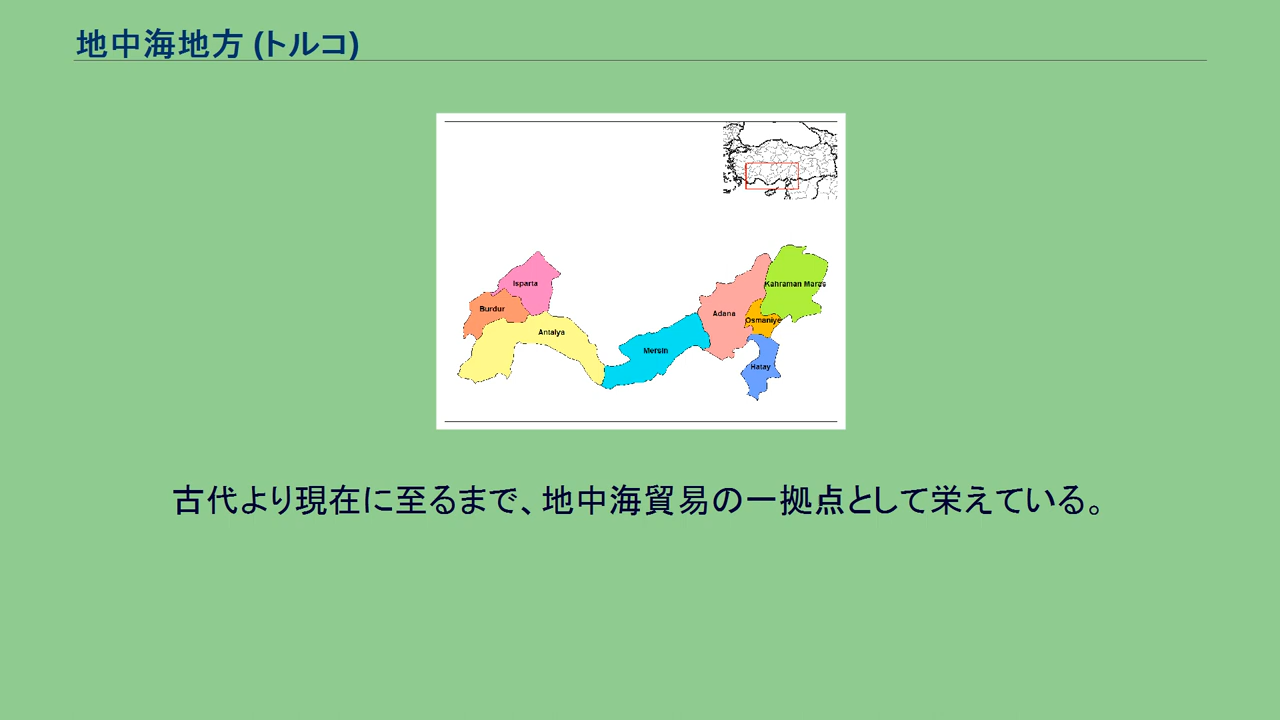 地中海地方 (トルコ)
Isparta
Burdur
Antalya
Mersin
Adana
Kahraman Maras
Osmaniye
Hatay
古代より現在に至るまで、地中海貿易の一拠点として栄えている。